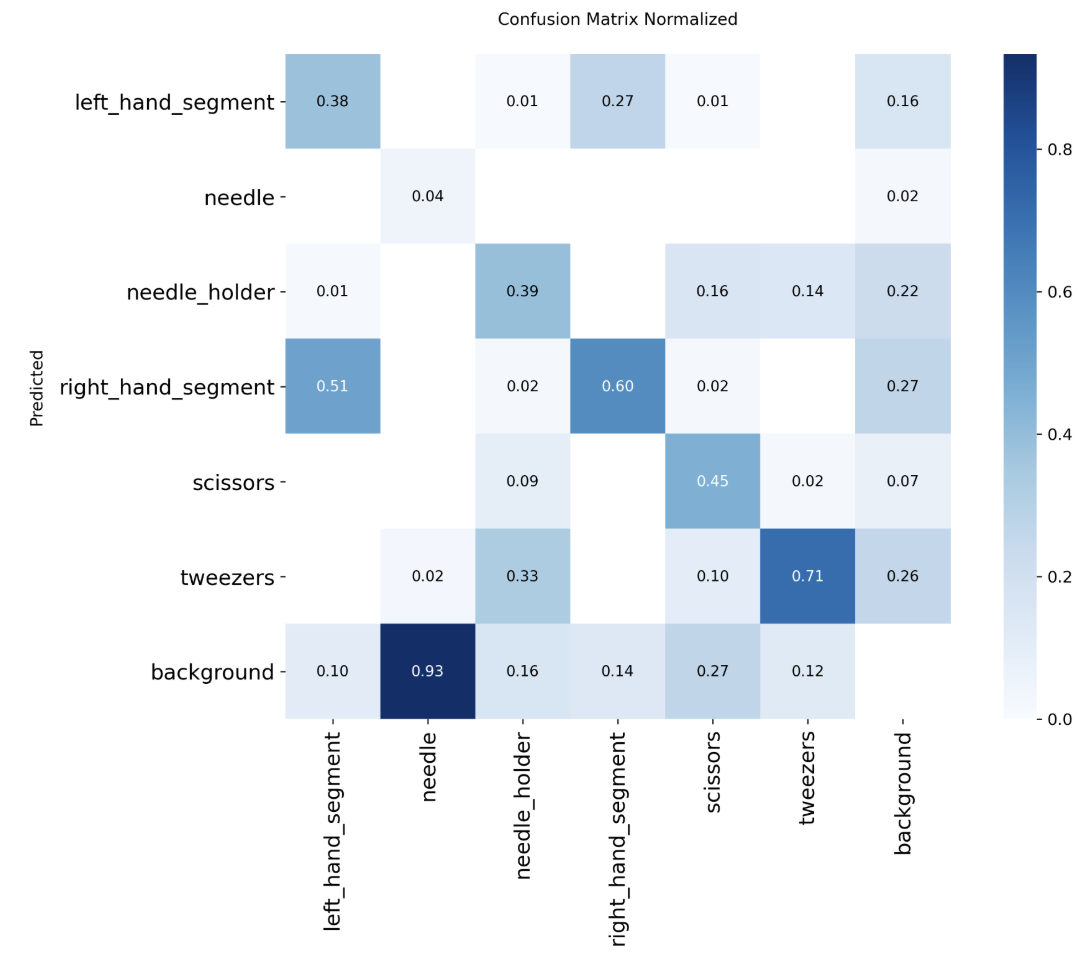 Confusion Matrix Normalized
left_hand_segment 0.38 0.01 0.27 0.01 0.16
needle 0.04 0.02
needle_holder 0.01 0.39 0.16 0.14 0.22
right_hand_segment 0.51 0.02 0.60 0.02 0.27
scissors 0.09 0.45 0.02 0.07
tweezers 0.02 0.33 0.10 0.71 0.26
background 0.10 0.93 0.16 0.14 0.27 0.12
Predicted
left_hand_segment
needle
needle_holder
right_hand_segment
scissors
tweezers
background
0.8
0.6
0.4
0.2
0.0